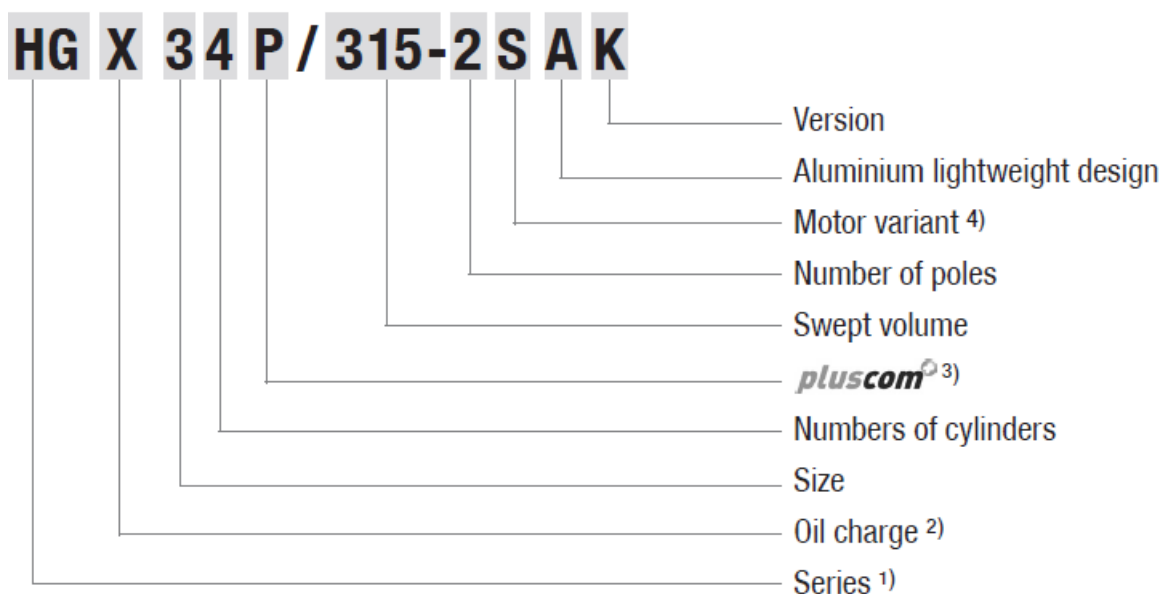 HG X 3 4 P / 315 - 2 S A K
Version
Aluminium lightweight design
Motor variant 4)
Number of poles
Swept volume
pluscom 3)
Numbers of cylinders
Size
Oil charge 2)
Series 1)